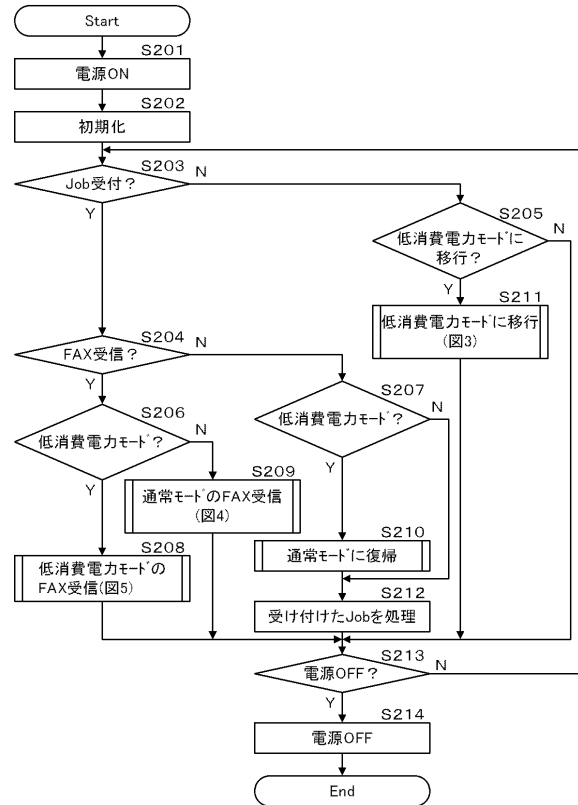 Start
S201
電源ON
S202
初期化
S203
Job受付？
N
Y
S205
低消費電力モードに
移行？
N
Y
S211
低消費電力モードに移行
(図3)
S204
FAX受信？
N
Y
S206
低消費電力モード？
N
Y
S207
低消費電力モード？
N
Y
S209
通常モードのFAX受信
(図4)
S208
低消費電力モードの
FAX受信(図5)
S210
通常モードに復帰
S212
受け付けたJobを処理
S213
電源OFF？
N
Y
S214
電源OFF
End